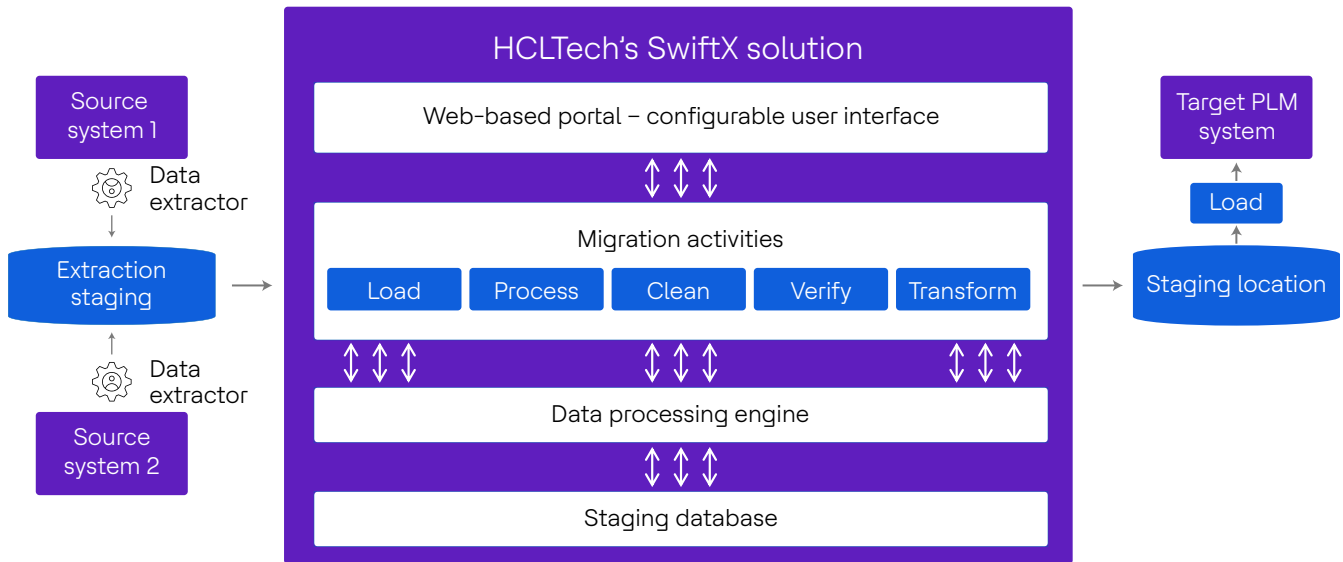 HCLTech's SwiftX solution
Source
system 1
Data
extractor
Extraction
staging
Data
extractor
Source
system 2
Web-based portal – configurable user interface
Migration activities
Load
Process
Clean
Verify
Transform
Data processing engine
Staging database
Target PLM
system
Load
Staging location